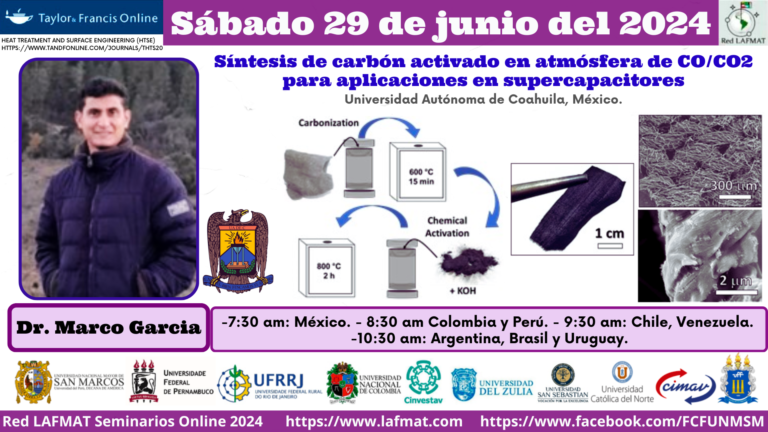 Taylor & Francis Online
HEAT TREATMENT AND SURFACE ENGINEERING (HTSE)
HTTPS://WWW.TANDFONLINE.COM/JOURNALS/THTS20
Sábado 29 de junio del 2024
Red LAFMAT
Síntesis de carbón activado en atmósfera de CO/CO2
para aplicaciones en supercapacitores
Universidad Autónoma de Coahuila, México.
Carbonization
600 °C
15 min
Chemical
Activation
800 °C
2 h
+ KOH
1 cm
300 µm
2 µm
Dr. Marco Garcia
-7:30 am: México. - 8:30 am Colombia y Perú. - 9:30 am: Chile, Venezuela.
-10:30 am: Argentina, Brasil y Uruguay.
UNIVERSIDAD NACIONAL MAYOR DE
SAN MARCOS
UNIVERSIDADE
FEDERAL
DE PERNAMBUCO
UFRRJ
UNIVERSIDADE FEDERAL RURAL
DO RIO DE JANEIRO
UNIVERSIDAD
NACIONAL
DE COLOMBIA
Cinvestav
UNIVERSIDAD
DEL ZULIA
UNIVERSIDAD
SAN SEBASTIAN
Universidad
Católica del Norte
cimav
Red LAFMAT Seminarios Online 2024 https://www.lafmat.com https://www.facebook.com/FCFUNMSM